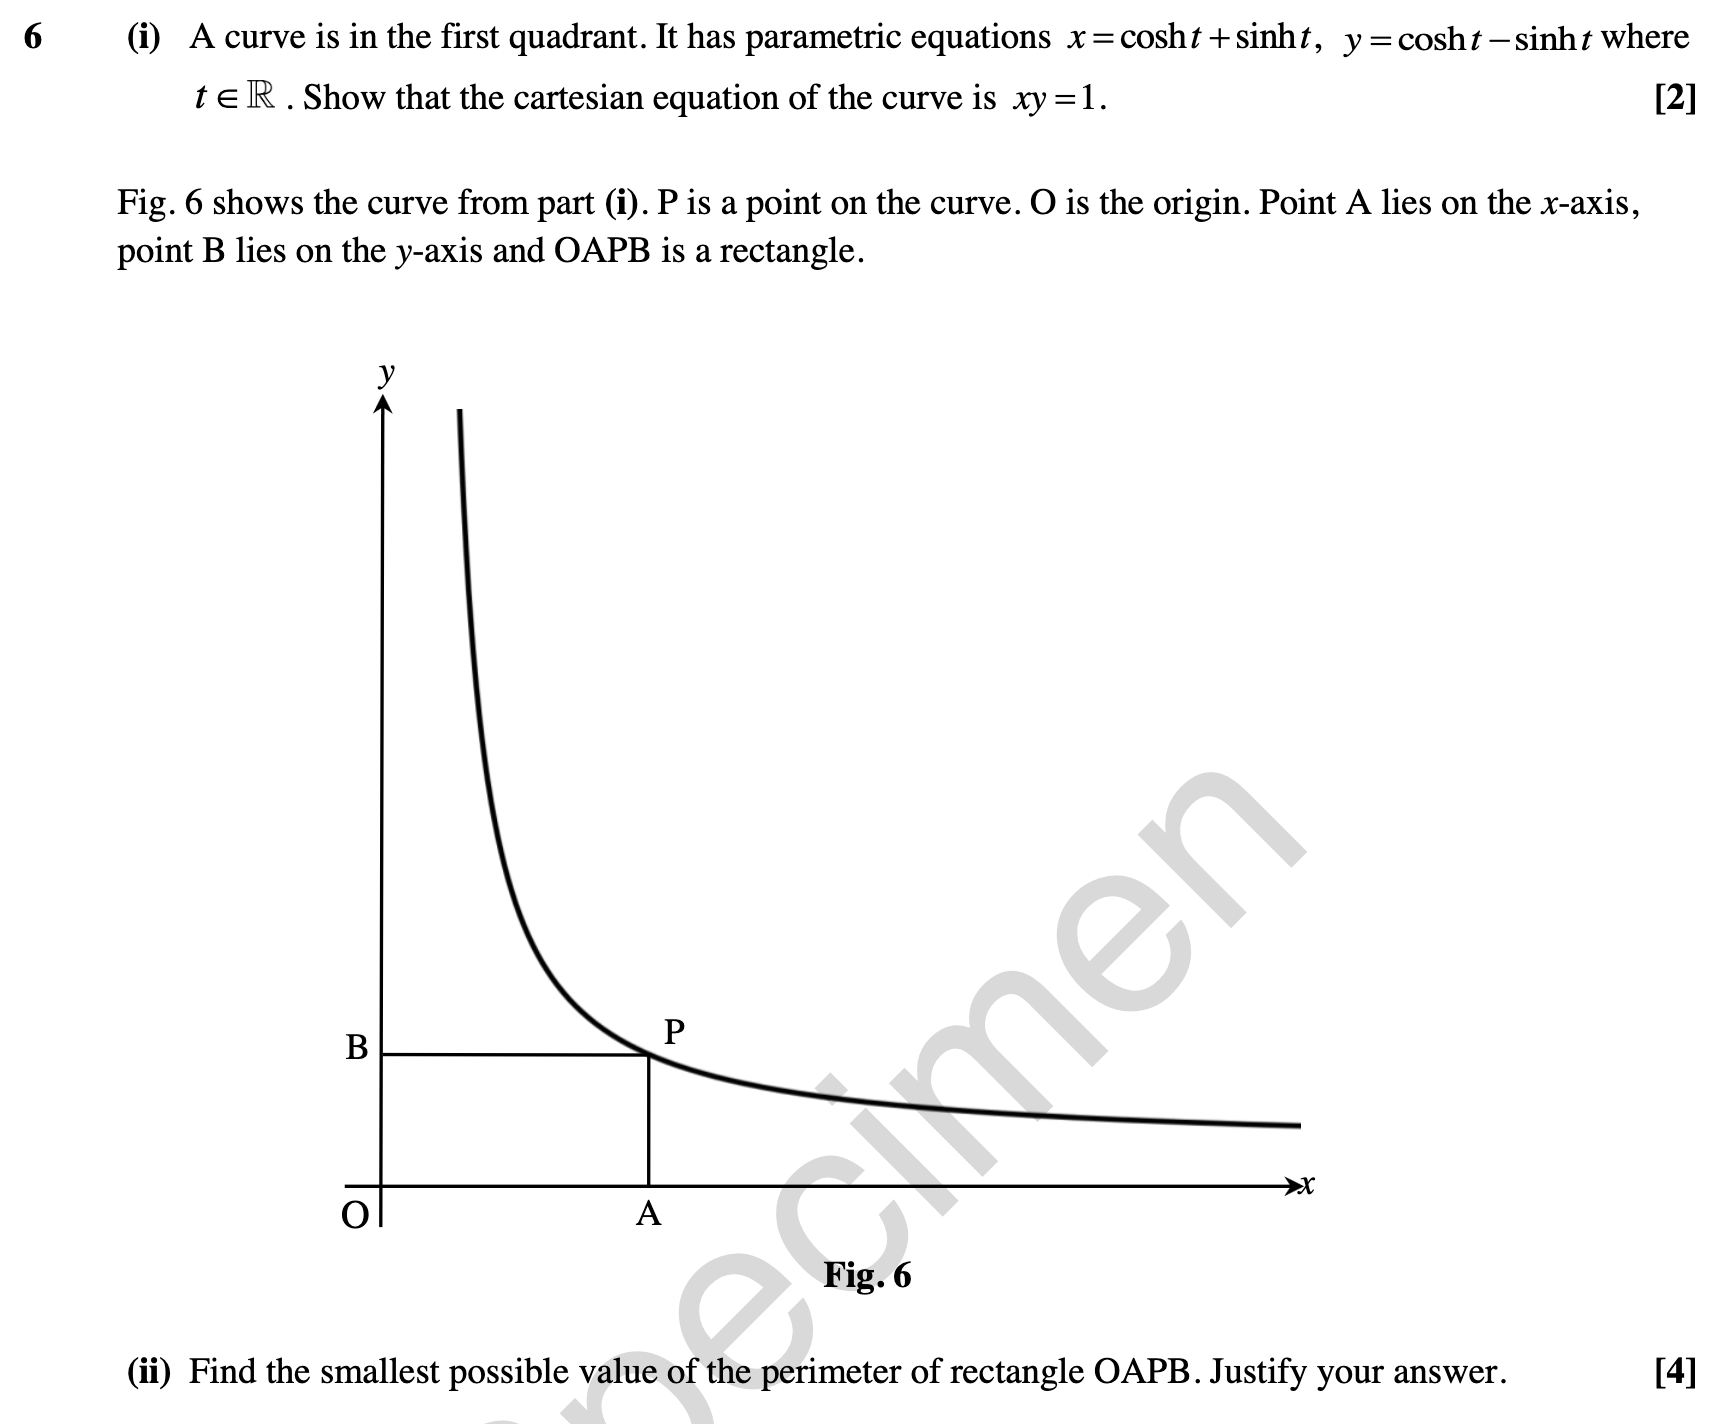 6 (i) A curve is in the first quadrant. It has parametric equations x = cosh t + sinh t, y = cosh t − sinh t where
t ∈ ℝ . Show that the cartesian equation of the curve is xy = 1. [2]
Fig. 6 shows the curve from part (i). P is a point on the curve. O is the origin. Point A lies on the x-axis,
point B lies on the y-axis and OAPB is a rectangle.
y
P
B
x
O
A
Fig. 6
(ii) Find the smallest possible value of the perimeter of rectangle OAPB. Justify your answer. [4]
pecimen